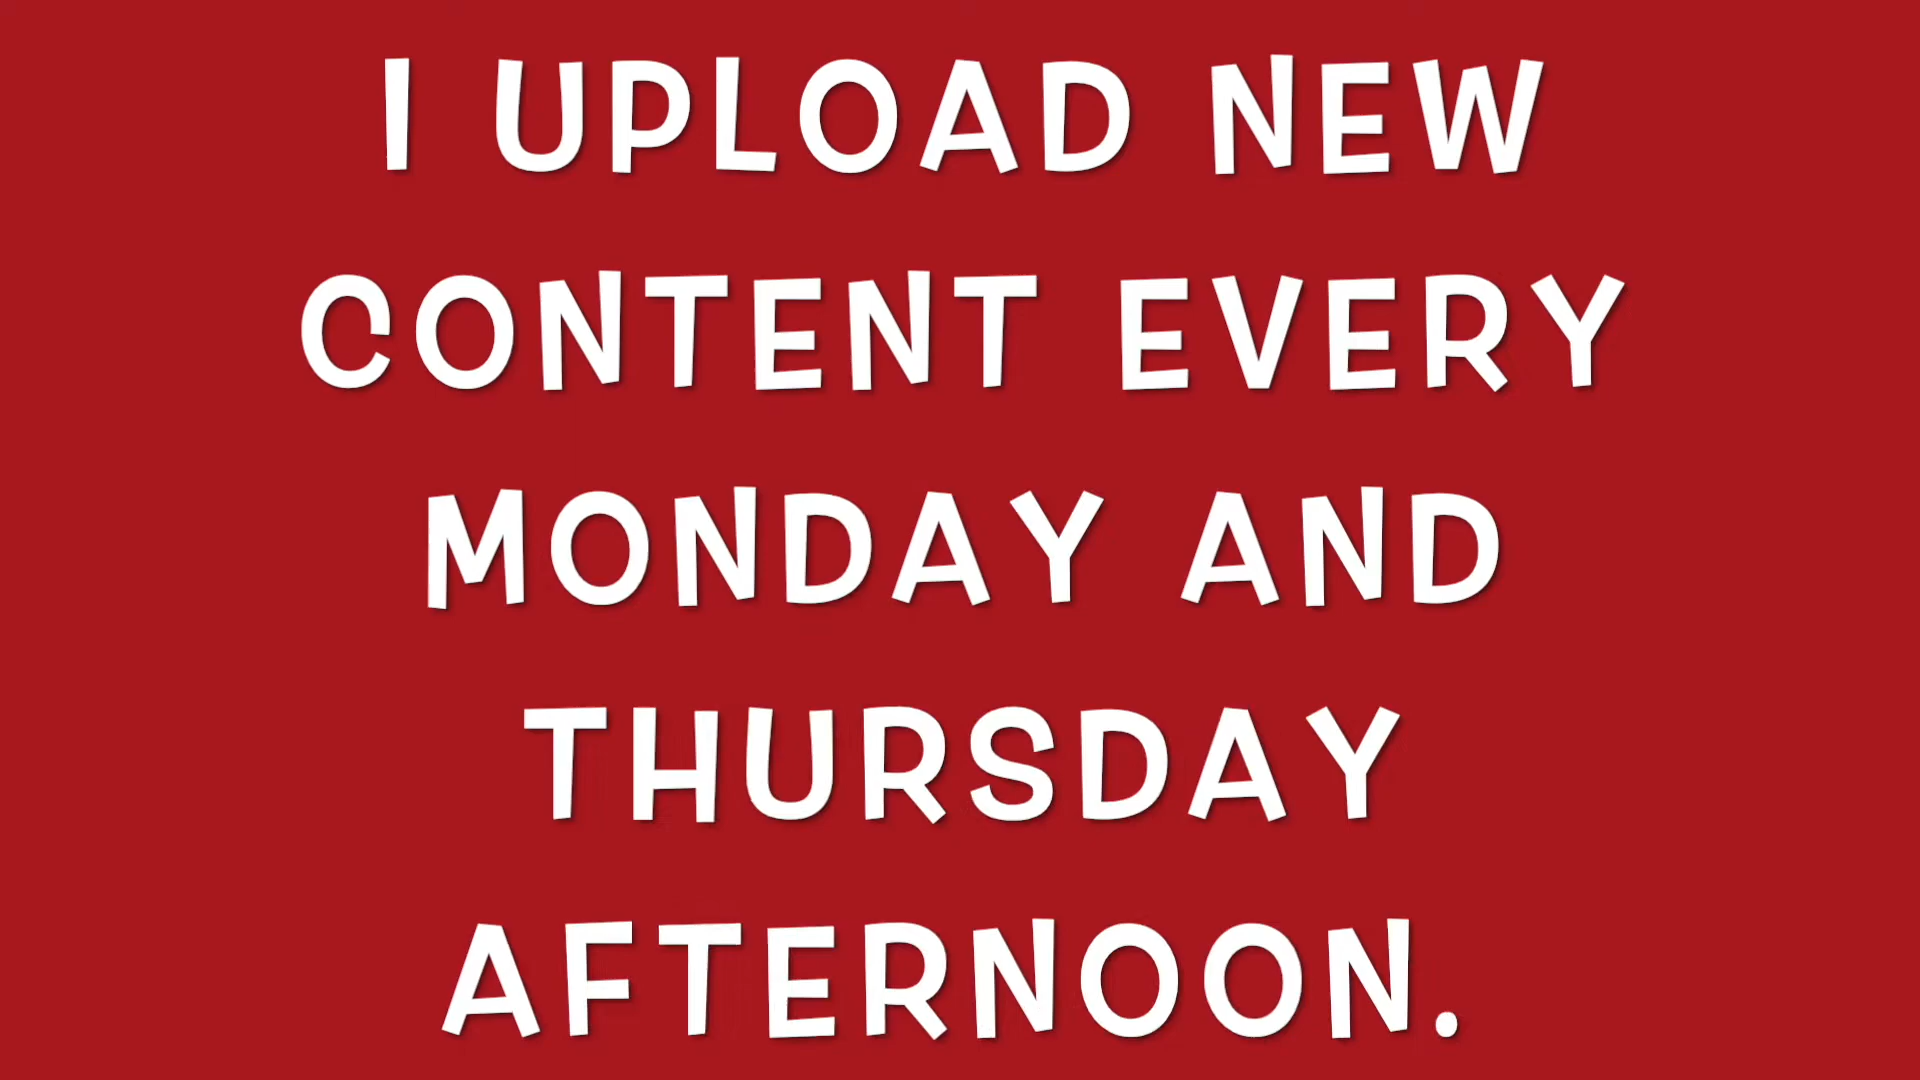 I UPLOAD NEW
CONTENT EVERY
MONDAY AND
THURSDAY
AFTERNOON.